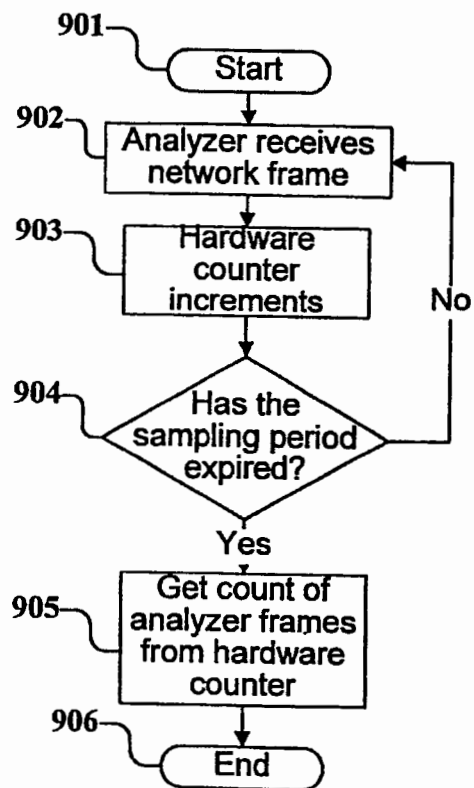 901
Start
902
Analyzer receives
network frame
903
Hardware
counter
increments
No
904
Has the
sampling period
expired?
Yes
905
Get count of
analyzer frames
from hardware
counter
906
End